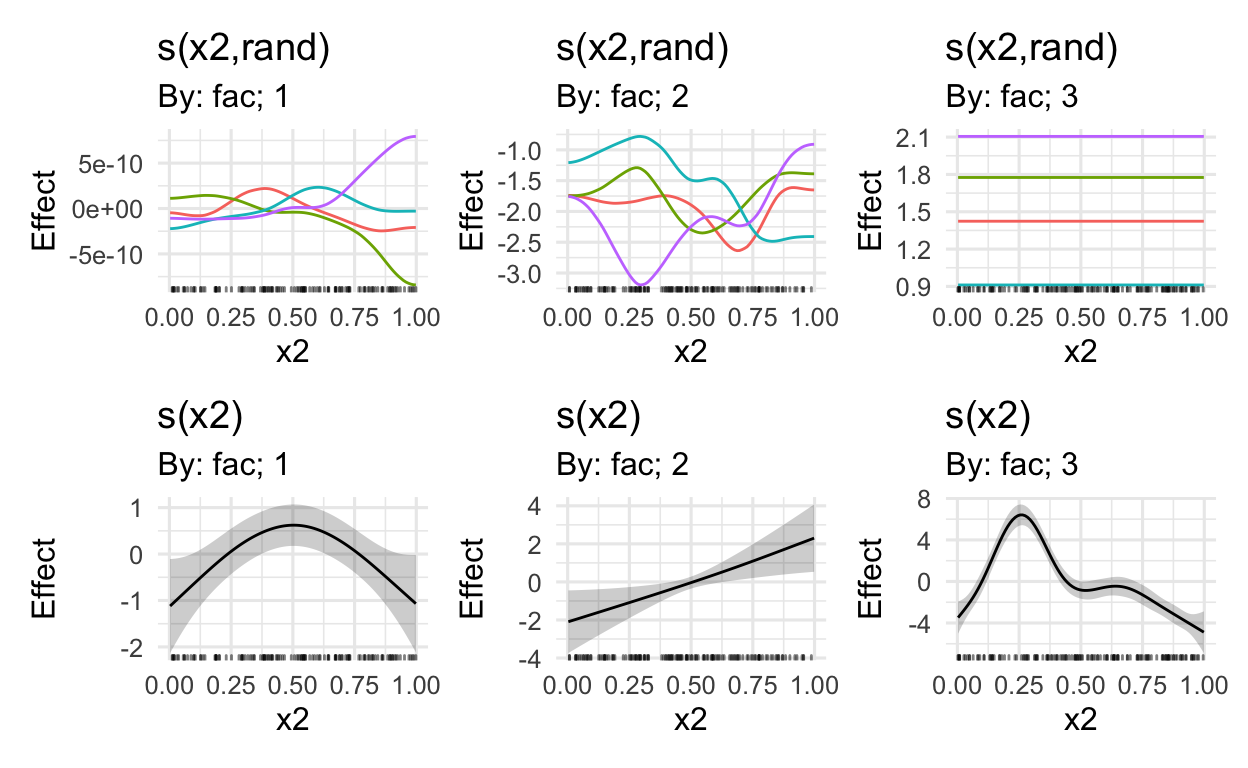 s(x2,rand)
By: fac; 1
Effect
5e-10
0e+00
-5e-10
0.00 0.25 0.50 0.75 1.00
x2
s(x2,rand)
By: fac; 2
Effect
-1.0
-1.5
-2.0
-2.5
-3.0
0.00 0.25 0.50 0.75 1.00
x2
s(x2,rand)
By: fac; 3
Effect
2.1
1.8
1.5
1.2
0.9
0.00 0.25 0.50 0.75 1.00
x2
s(x2)
By: fac; 1
Effect
1
0
-1
-2
0.00 0.25 0.50 0.75 1.00
x2
s(x2)
By: fac; 2
Effect
4
2
0
-2
-4
0.00 0.25 0.50 0.75 1.00
x2
s(x2)
By: fac; 3
Effect
8
4
0
-4
0.00 0.25 0.50 0.75 1.00
x2